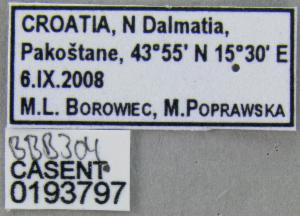 CROATIA, N Dalmatia,
Pakoštane, 43°55' N 15°30' E
6.IX.2008
M.L. BOROWIEC, M.POPRAWSKA
BBB304
CASENT
0193797